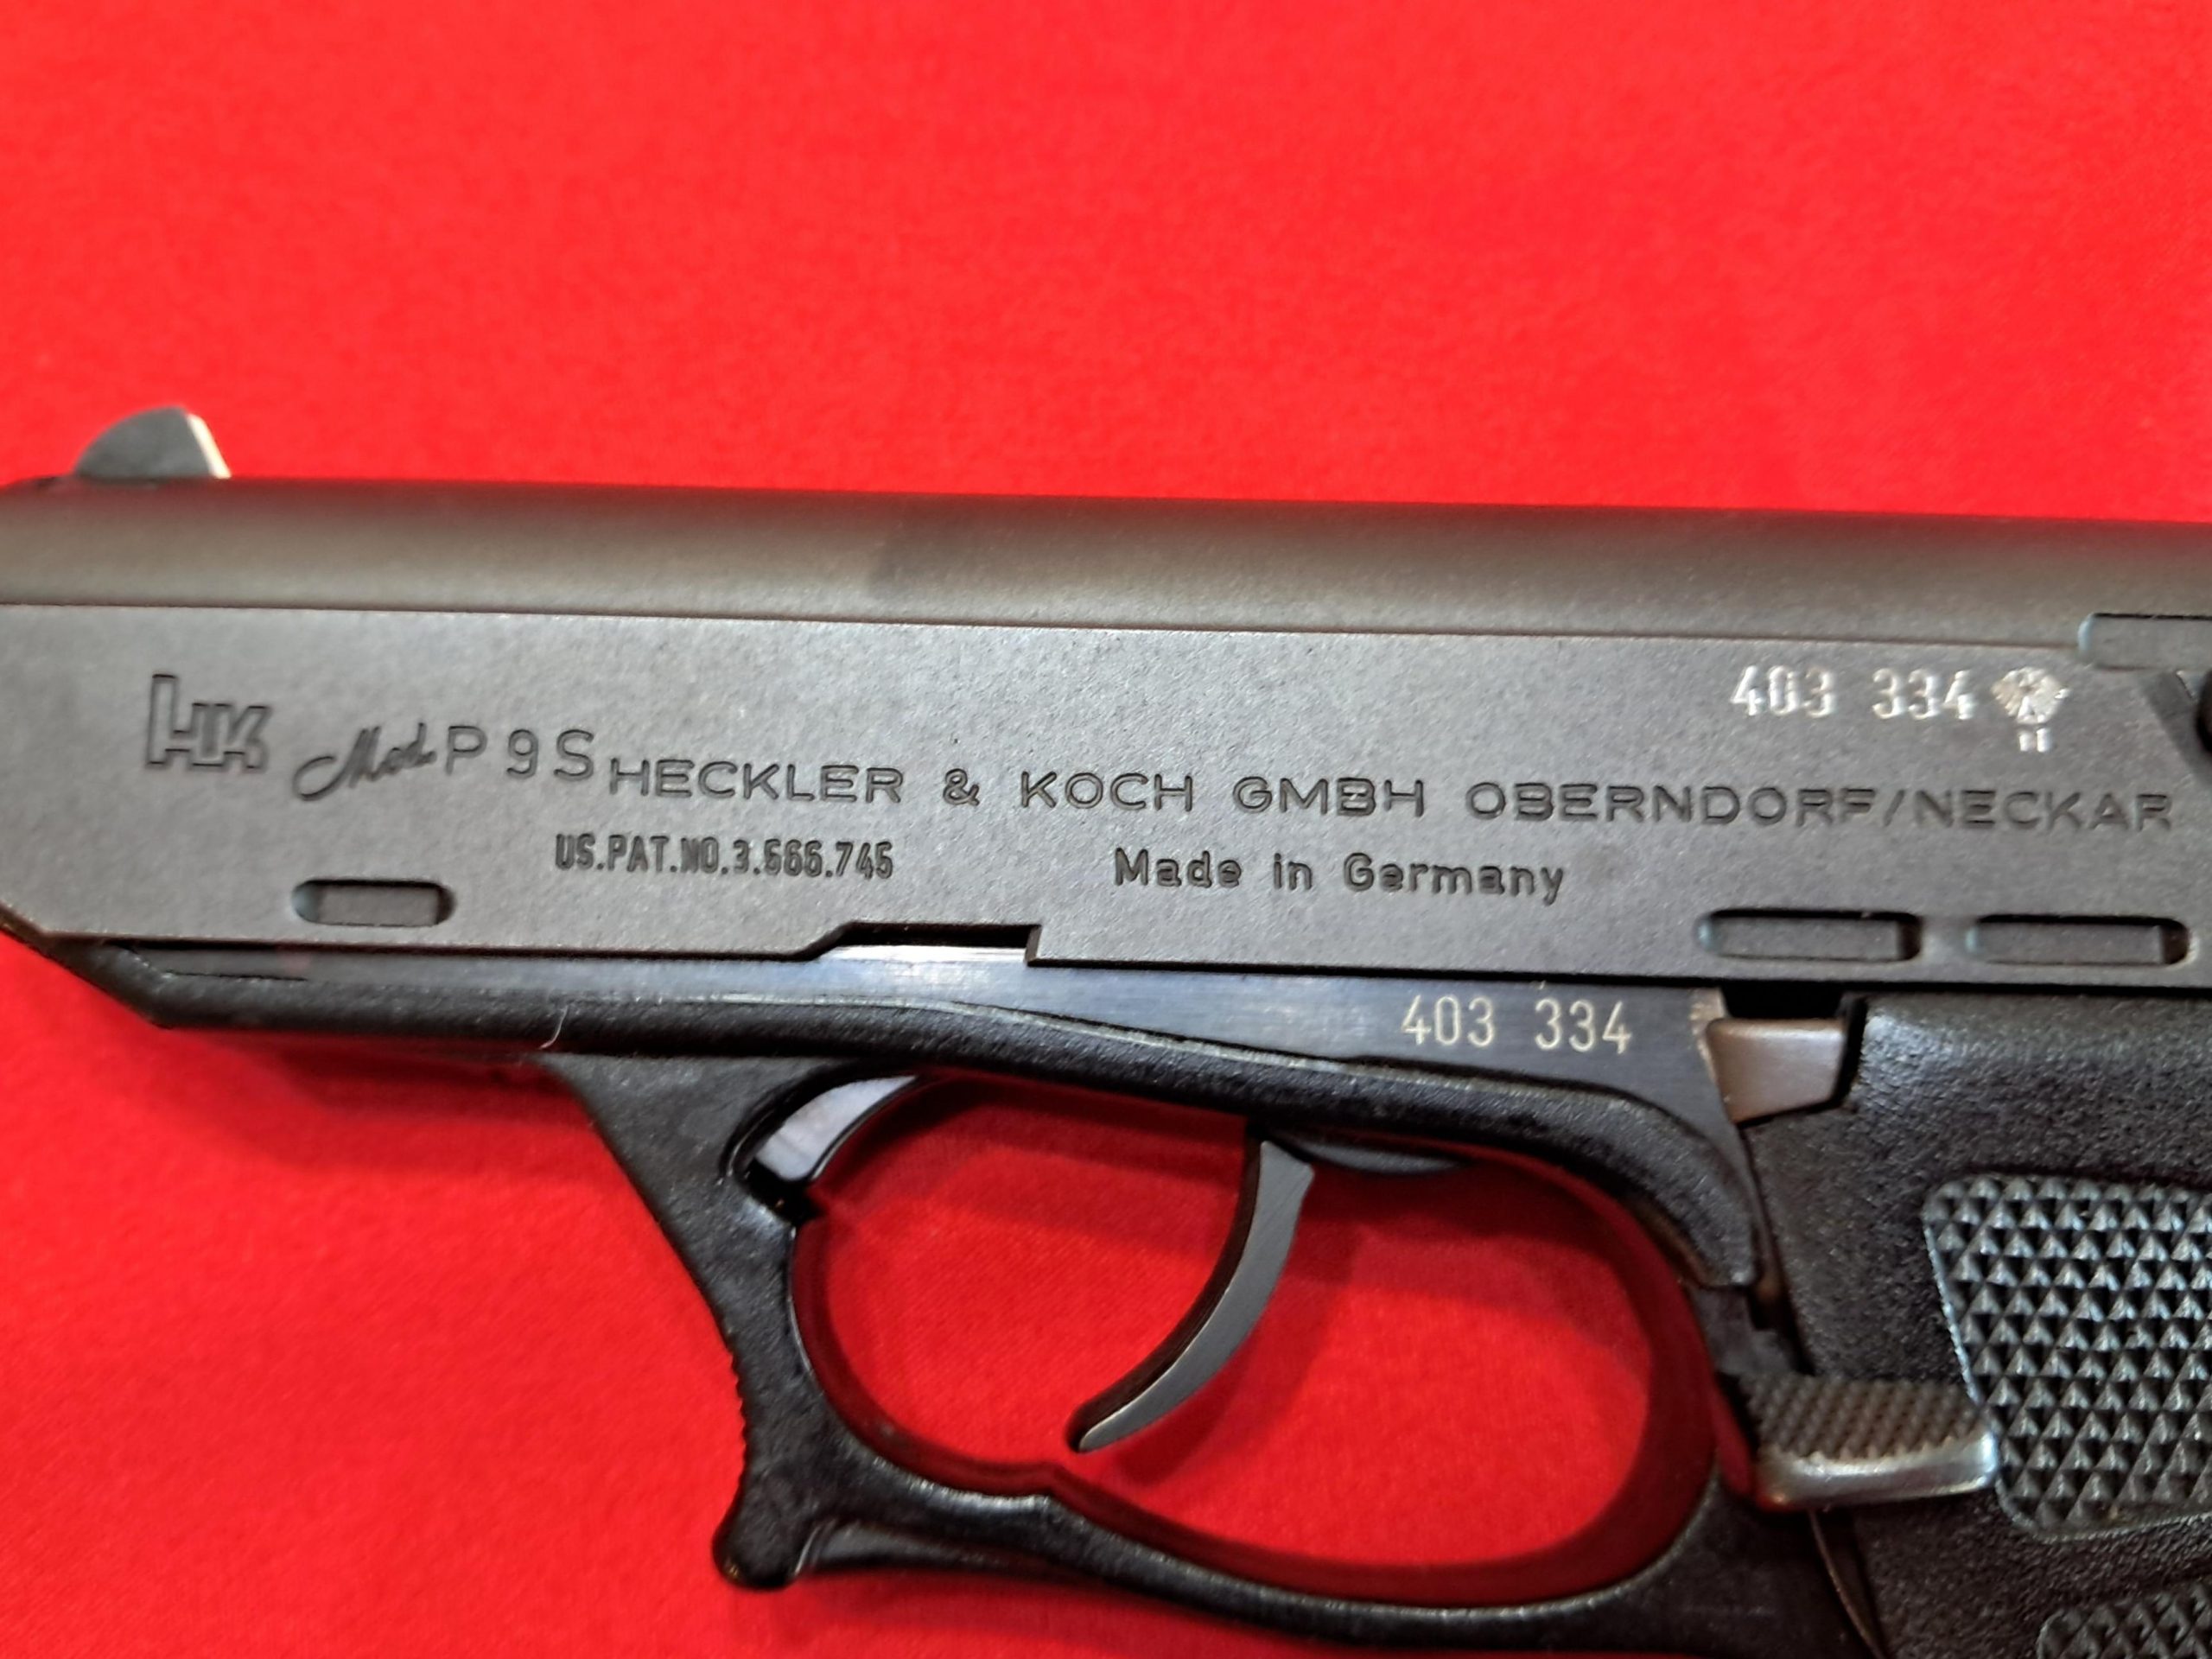 403 334
HK Mod. P 9 S HECKLER & KOCH GMBH OBERNDORF/NECKAR
US.PAT.NO.3.566.745 Made in Germany
403 334